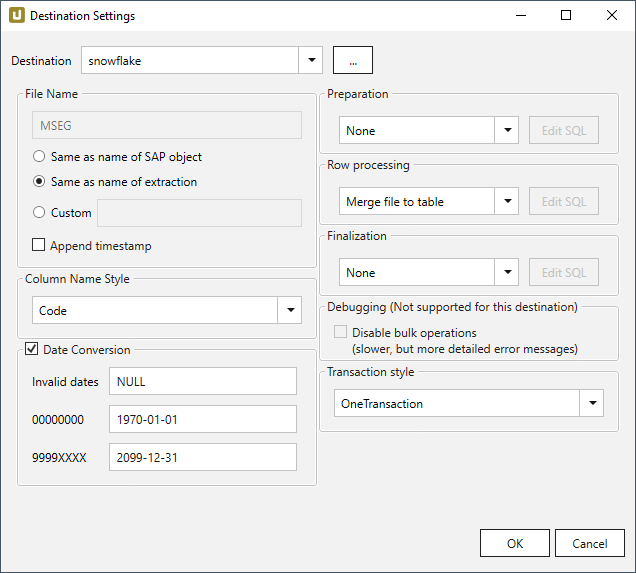 Destination Settings
Destination
snowflake
...
File Name
MSEG
Same as name of SAP object
Same as name of extraction
Custom
Append timestamp
Column Name Style
Code
Date Conversion
Invalid dates
NULL
00000000
1970-01-01
9999XXXX
2099-12-31
Preparation
None
Edit SQL
Row processing
Merge file to table
Edit SQL
Finalization
None
Edit SQL
Debugging (Not supported for this destination)
Disable bulk operations
(slower, but more detailed error messages)
Transaction style
OneTransaction
OK
Cancel